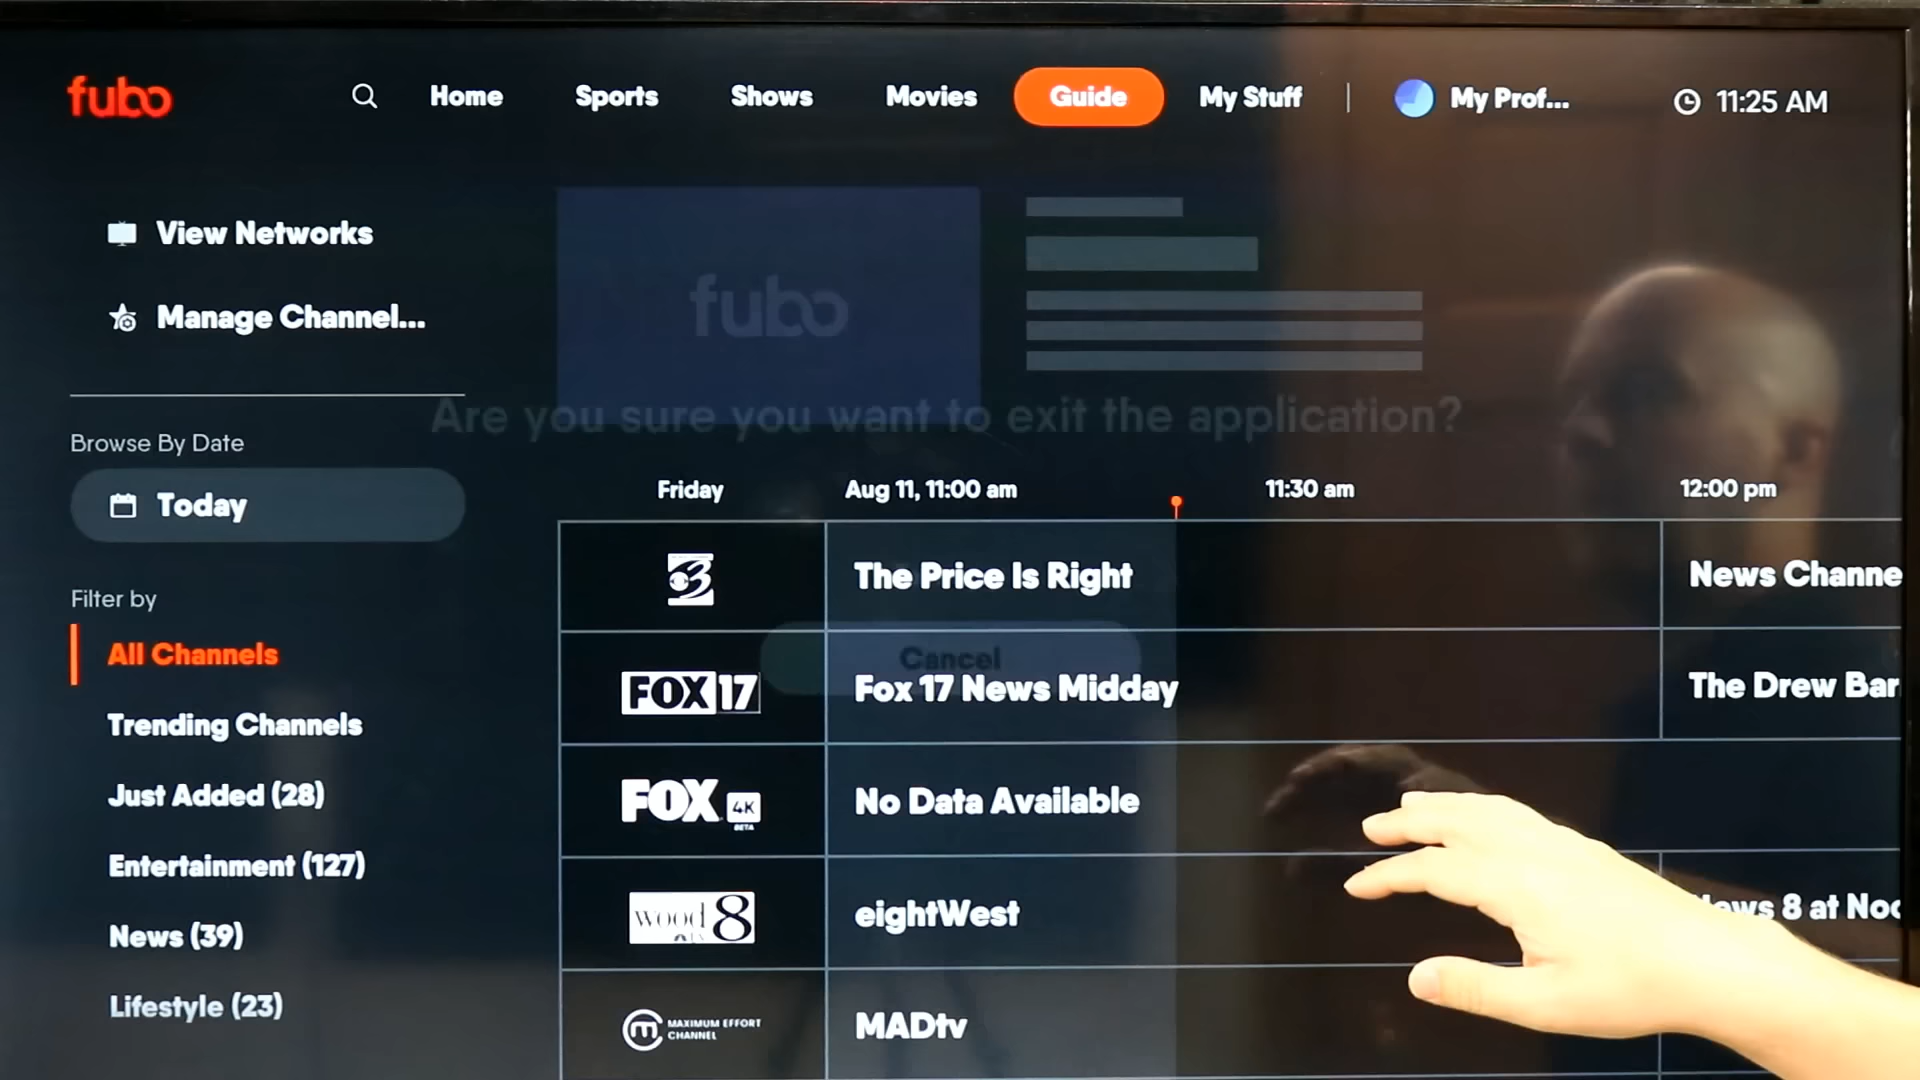 fubo
Home
Sports
Shows
Movies
Guide
My Stuff
My Prof...
11:25 AM
View Networks
Manage Channel...
fubo
Are you sure you want to exit the application?
Browse By Date
Today
Friday
Aug 11, 11:00 am
11:30 am
12:00 pm
Filter by
All Channels
Trending Channels
Just Added (28)
Entertainment (127)
News (39)
Lifestyle (23)
3
The Price Is Right
News Channe
Cancel
FOX 17
Fox 17 News Midday
The Drew Bar
FOX 4K
BETA
No Data Available
wood tv 8
eightWest
News 8 at Noo
m MAXIMUM EFFORT
CHANNEL
MADtv